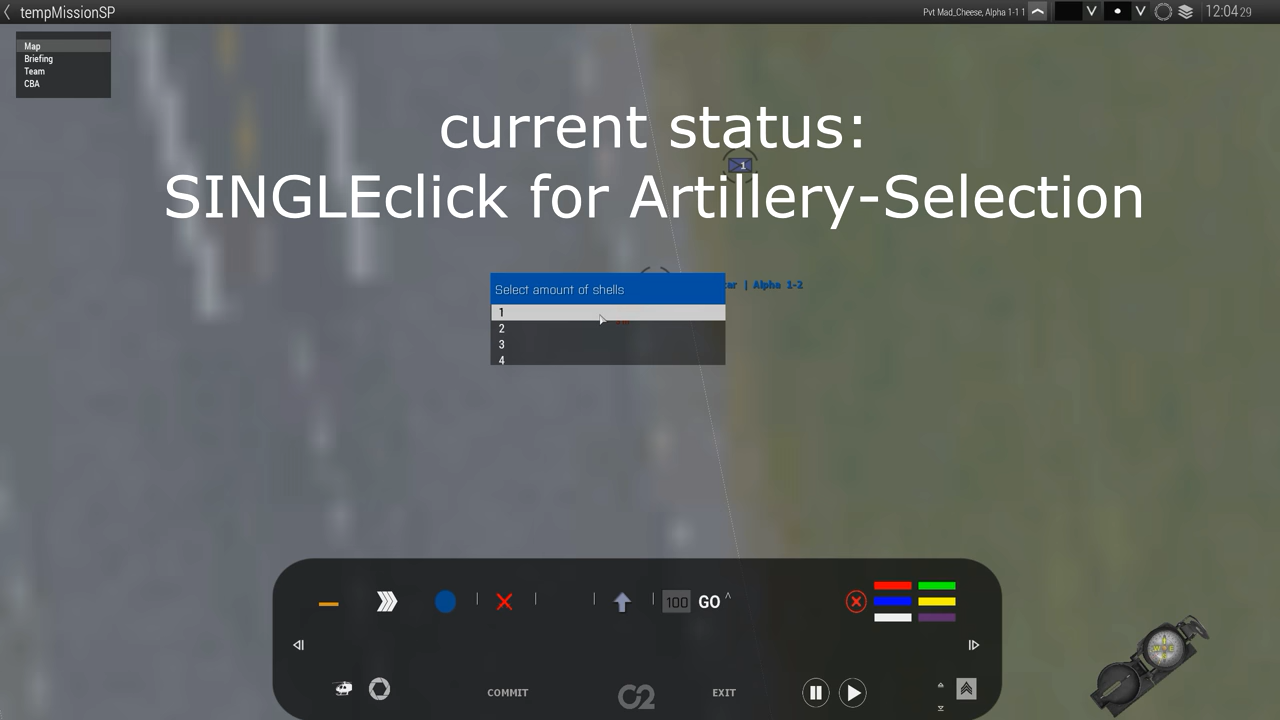 tempMissionSP
Pvt Mad_Cheese, Alpha 1-1 1
12:04 29
Map
Briefing
Team
CBA
current status:
1
SINGLEclick for Artillery-Selection
| Alpha 1-2
Select amount of shells
1
2
3
4
100 GO ^
COMMIT
C2
EXIT
W E